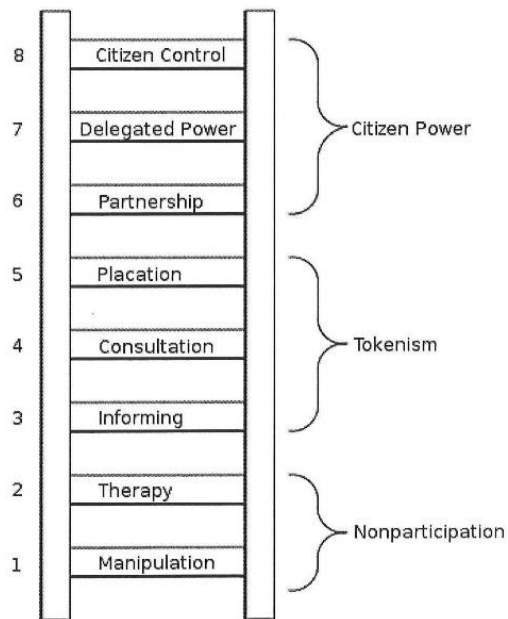 8 Citizen Control
7 Delegated Power
Citizen Power
6 Partnership
5 Placation
4 Consultation
Tokenism
3 Informing
2 Therapy
Nonparticipation
1 Manipulation